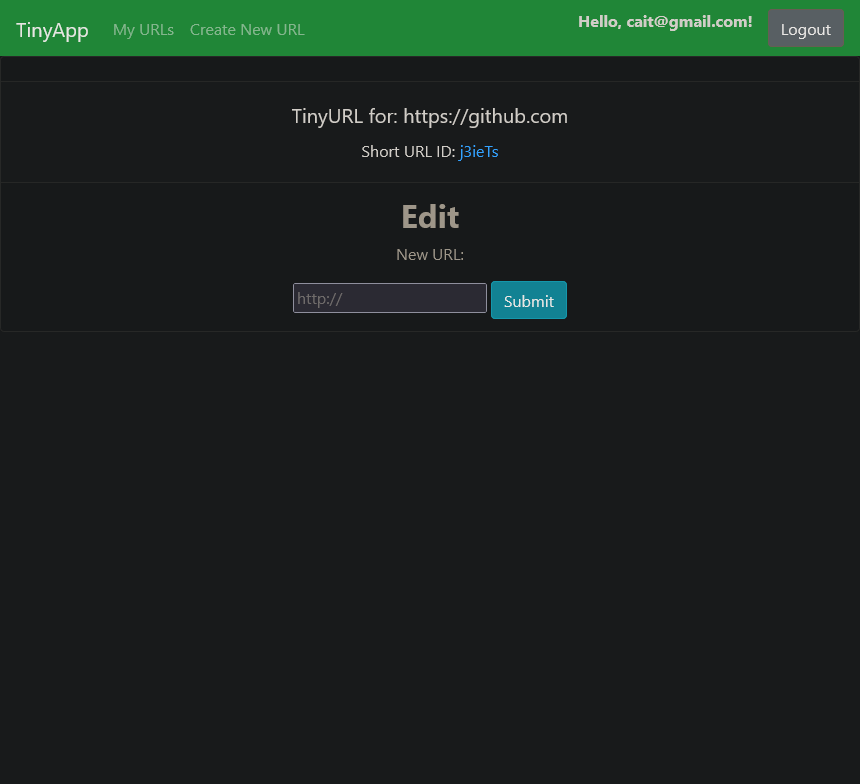 TinyApp My URLs Create New URL Hello, cait@gmail.com! Logout
TinyURL for: https://github.com
Short URL ID: j3ieTs
Edit
New URL:
http:// Submit